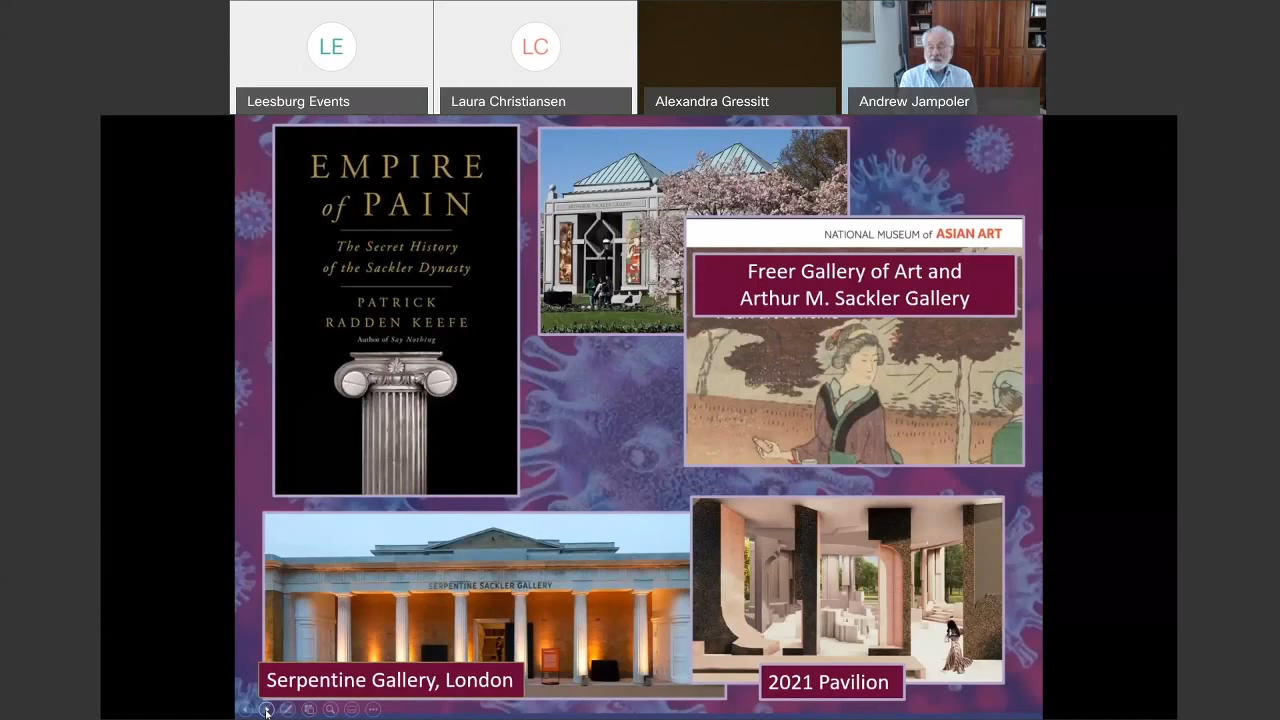 LE
LC
Leesburg Events
Laura Christiansen
Alexandra Gressitt
Andrew Jampoler
EMPIRE
of PAIN
The Secret History
of the Sackler Dynasty
PATRICK
RADDEN KEEFE
Author of Say Nothing
NATIONAL MUSEUM of ASIAN ART
Freer Gallery of Art and
Arthur M. Sackler Gallery
SERPENTINE SACKLER GALLERY
Serpentine Gallery, London
2021 Pavilion